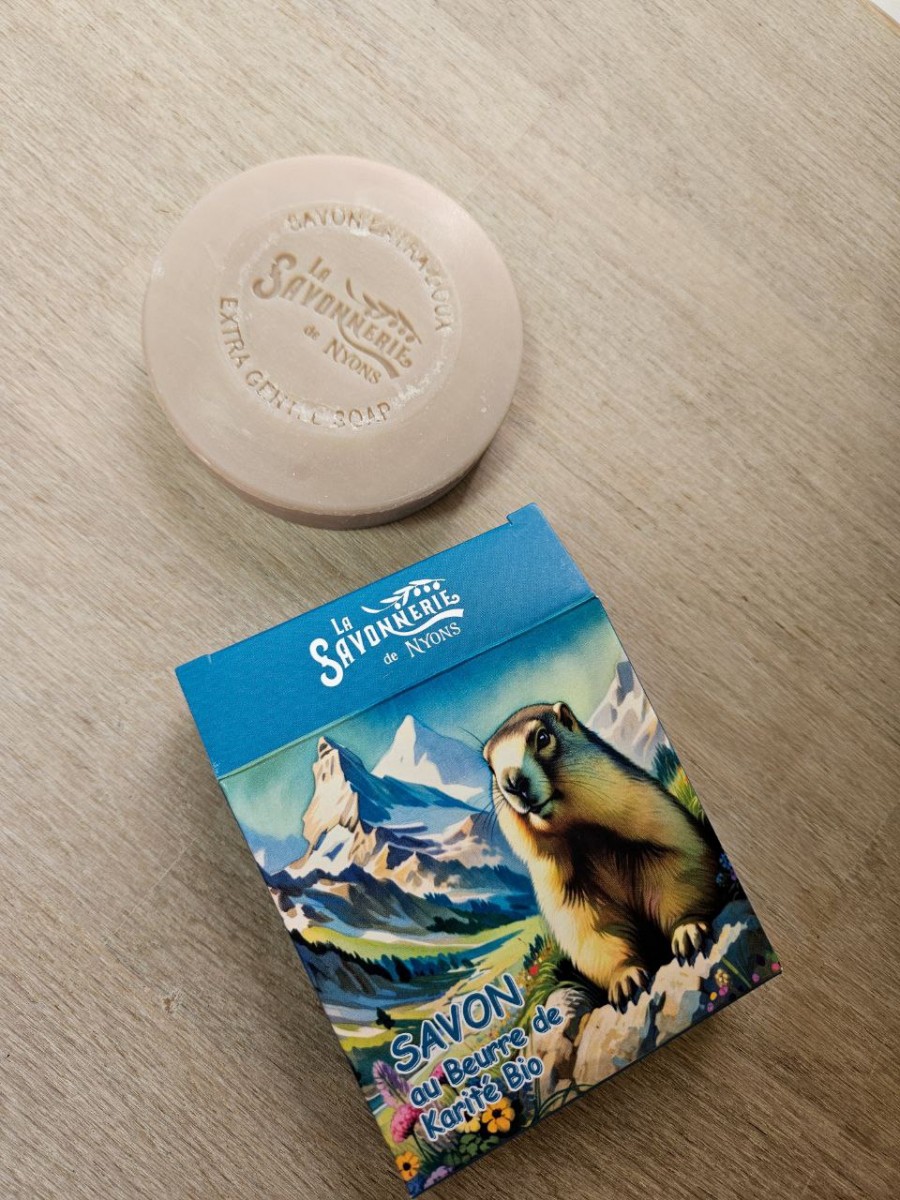 SAVON EXTRA DOUX
LA
SAVONNERIE
de NYONS
EXTRA GENTLE SOAP
LA
SAVONNERIE
de NYONS
SAVON
au Beurre de
Karité Bio